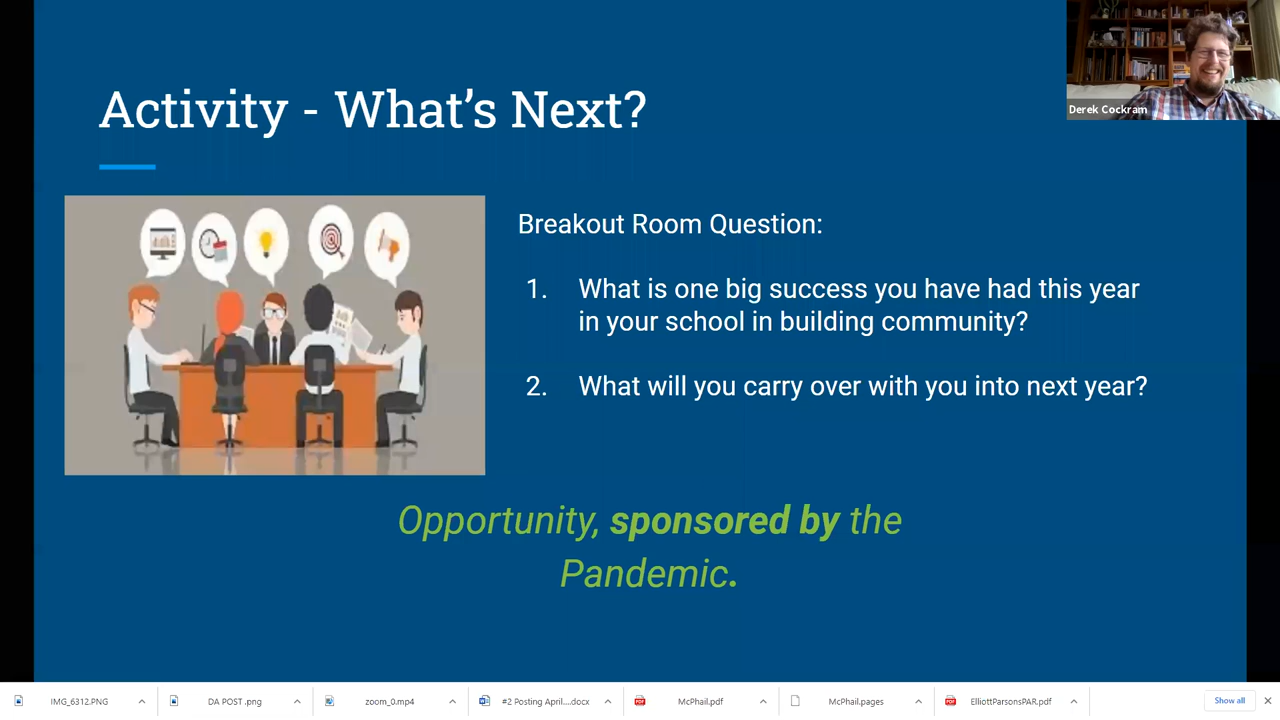 Activity - What's Next?
Derek Cockram
Breakout Room Question:
1. What is one big success you have had this year
in your school in building community?
2. What will you carry over with you into next year?
Opportunity, sponsored by the
Pandemic.
IMG_6312.PNG
DA POST .png
zoom_0.mp4
#2 Posting April....docx
McPhail.pdf
McPhail.pages
ElliottParsonsPAR.pdf
Show all